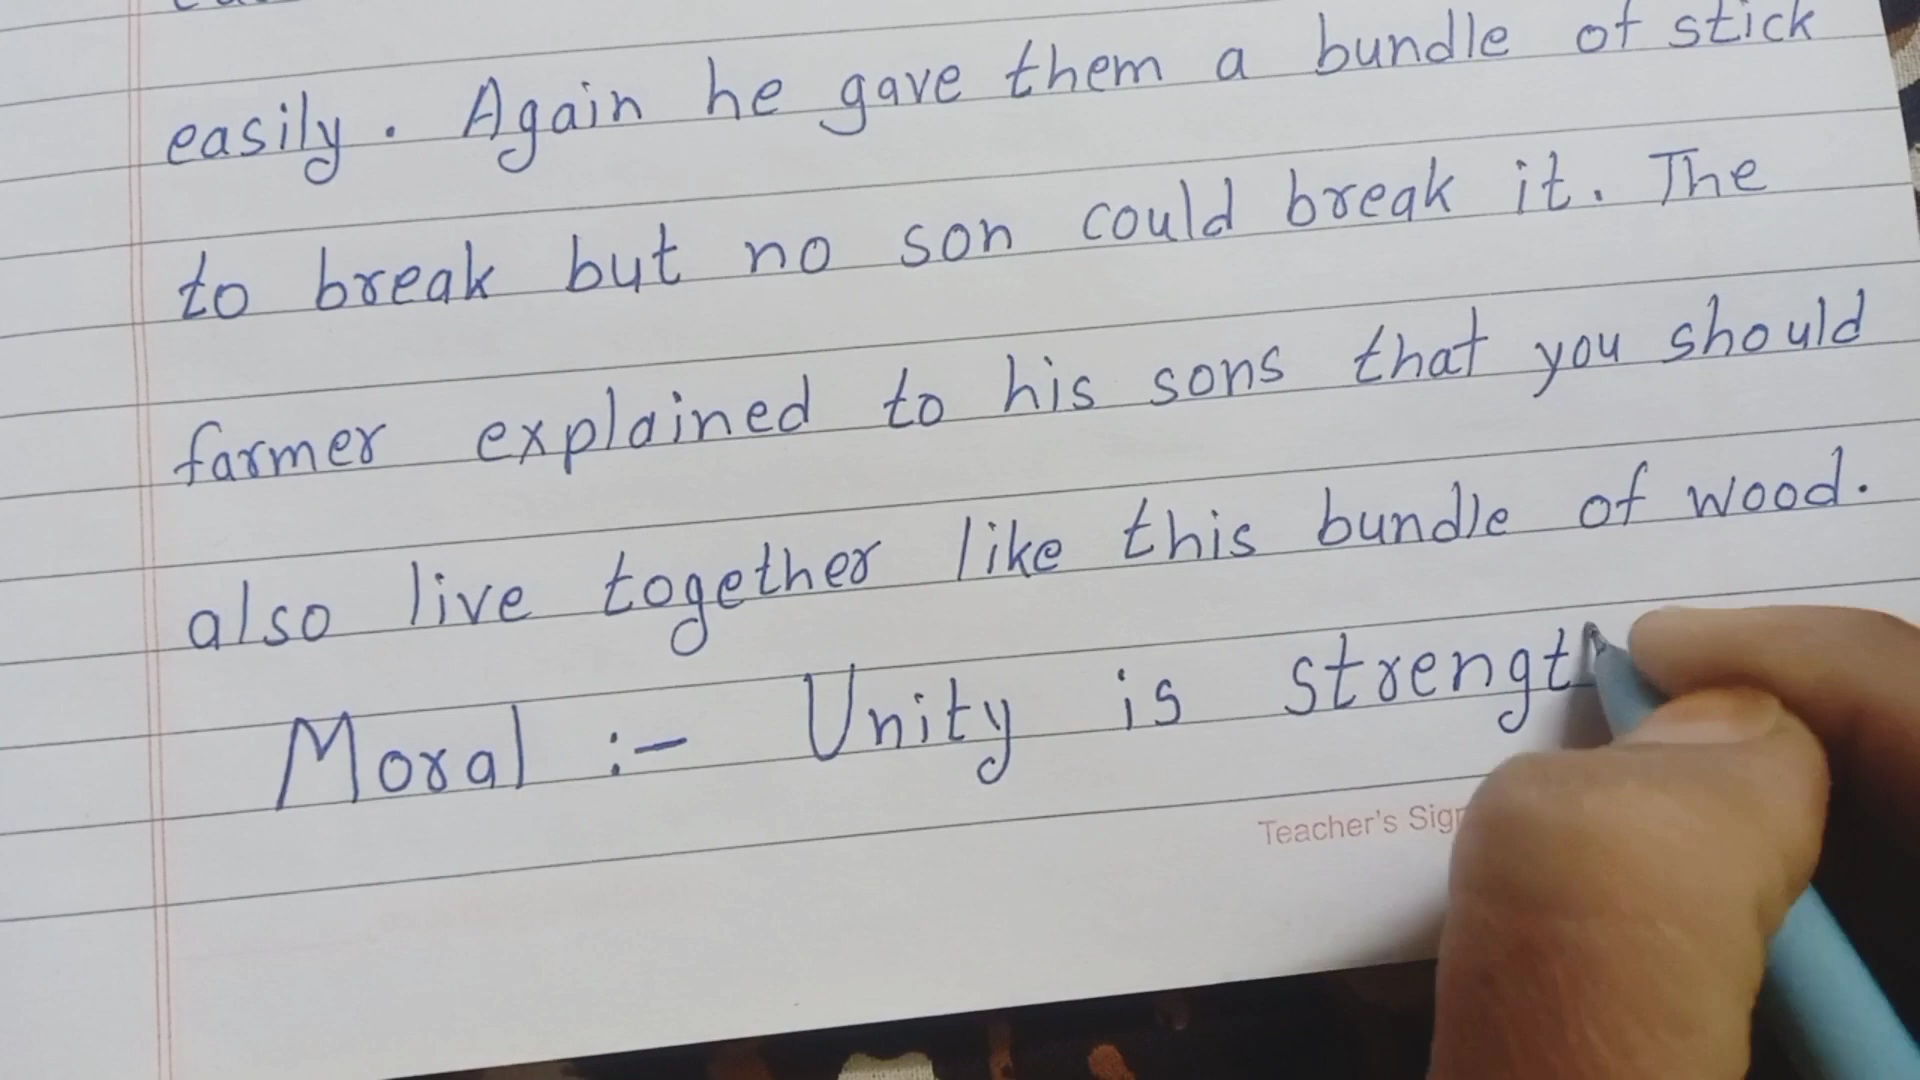 easily. Again he gave them a bundle of stick
to break but no son could break it. The
farmer explained to his sons that you should
also live together like this bundle of wood.
Moral :- Unity is strengt
Teacher's